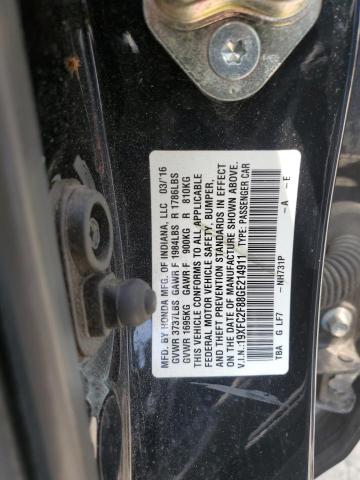 MFD. BY HONDA MFG. OF INDIANA, LLC 03/16
GVWR 3737LBS GAWR F 1984LBS R 1786LBS
GVWR 1695KG GAWR F 900KG R 810KG
THIS VEHICLE CONFORMS TO ALL APPLICABLE
FEDERAL MOTOR VEHICLE SAFETY, BUMPER,
AND THEFT PREVENTION STANDARDS IN EFFECT
ON THE DATE OF MANUFACTURE SHOWN ABOVE.
V.I.N.:19XFC2F88GE214911 TYPE: PASSENGER CAR
TBA G LF7 -NH731P -A -E